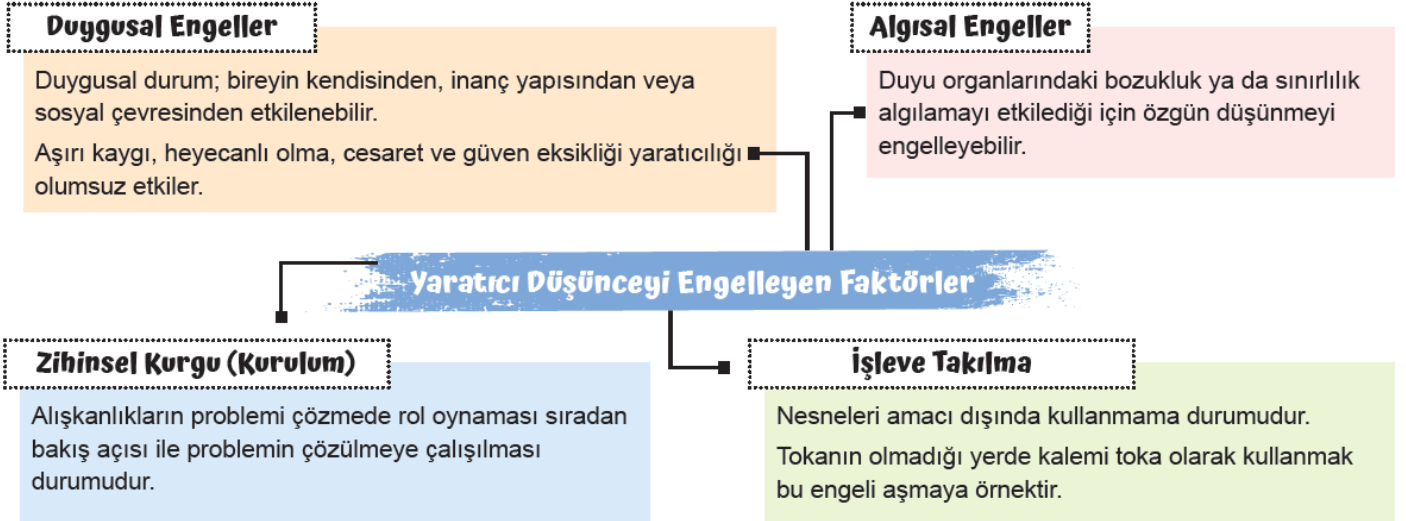 Duygusal Engeller
Duygusal durum; bireyin kendisinden, inanç yapısından veya
sosyal çevresinden etkilenebilir.
Aşırı kaygı, heyecanlı olma, cesaret ve güven eksikliği yaratıcılığı
olumsuz etkiler.
Algısal Engeller
Duyu organlarındaki bozukluk ya da sınırlılık
algılamayı etkilediği için özgün düşünmeyi
engelleyebilir.
Yaratıcı Düşünceyi Engelleyen Faktörler
Zihinsel Kurgu (Kurulum)
Alışkanlıkların problemi çözmede rol oynaması sıradan
bakış açısı ile problemin çözülmeye çalışılması
durumudur.
İşleve Takılma
Nesneleri amacı dışında kullanmama durumudur.
Tokanın olmadığı yerde kalemi toka olarak kullanmak
bu engeli aşmaya örnektir.